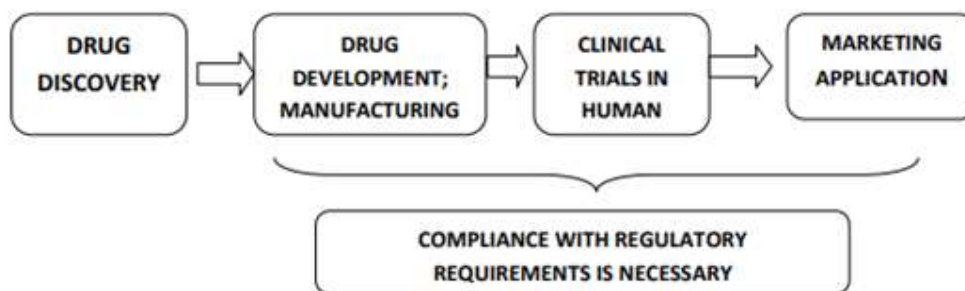 DRUG
DISCOVERY
DRUG
DEVELOPMENT;
MANUFACTURING
CLINICAL
TRIALS IN
HUMAN
MARKETING
APPLICATION
COMPLIANCE WITH REGULATORY
REQUIREMENTS IS NECESSARY